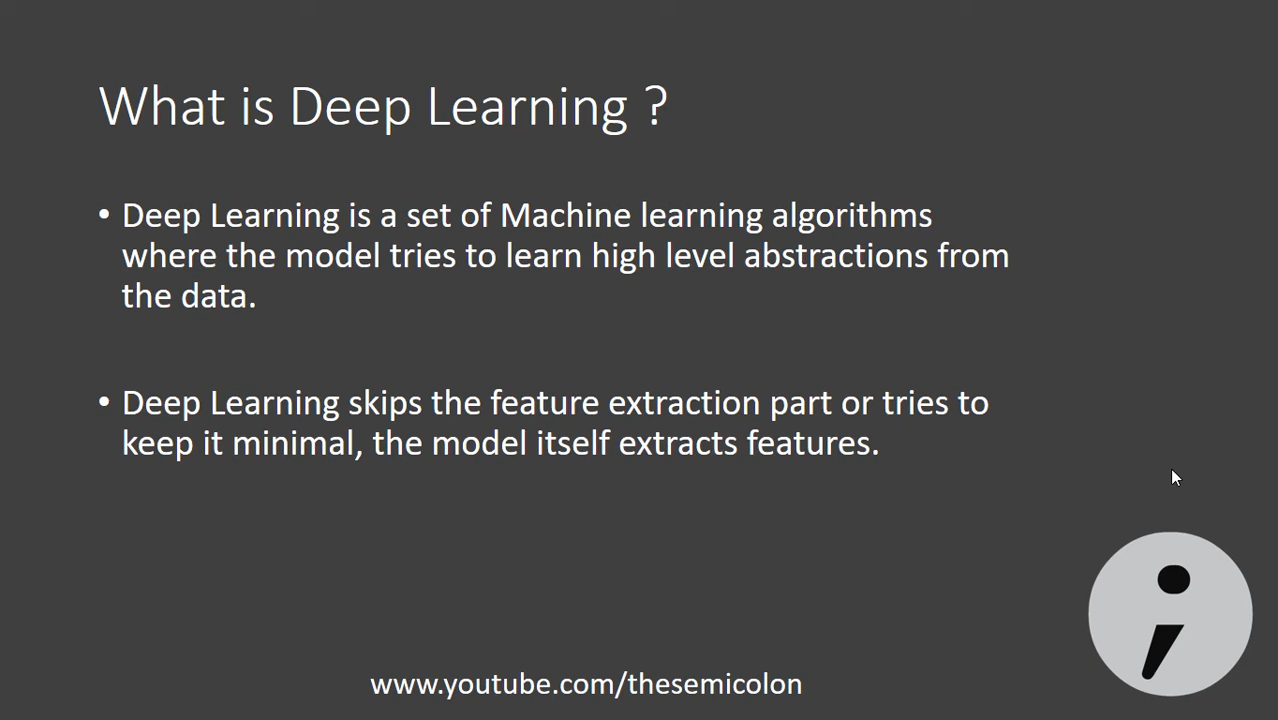 What is Deep Learning ?
• Deep Learning is a set of Machine learning algorithms
where the model tries to learn high level abstractions from
the data.
• Deep Learning skips the feature extraction part or tries to
keep it minimal, the model itself extracts features.
;
www.youtube.com/thesemicolon